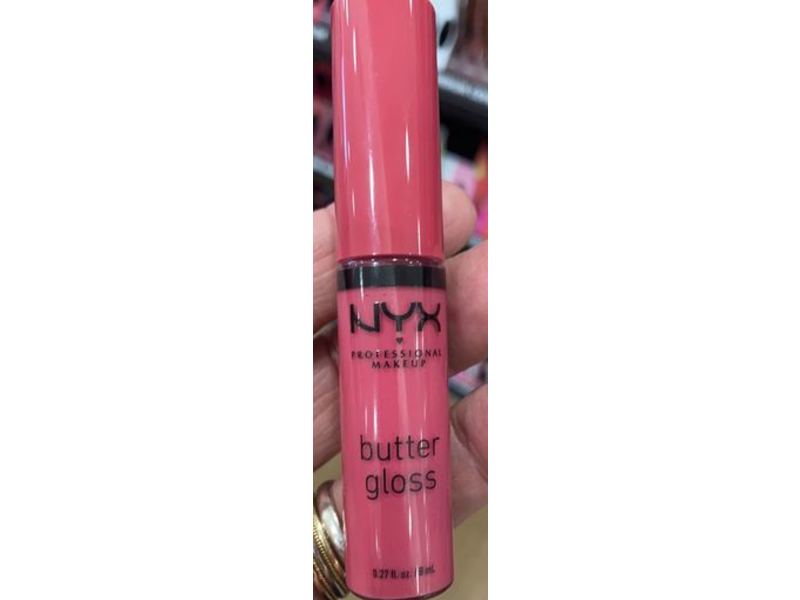 NYX
PROFESSIONAL
MAKEUP
butter
gloss
0.27 fl. oz. /8 mL